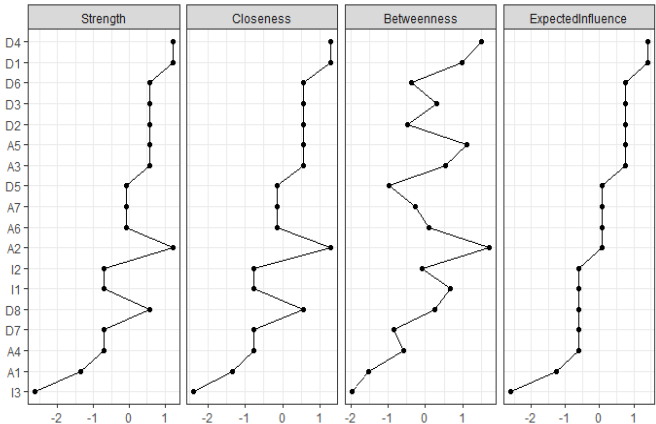 Strength Closeness Betweenness ExpectedInfluence
D4
D1
D6
D3
D2
A5
A3
D5
A7
A6
A2
I2
I1
D8
D7
A4
A1
I3
-2 -1 0 1 -2 -1 0 1 -2 -1 0 1 -2 -1 0 1